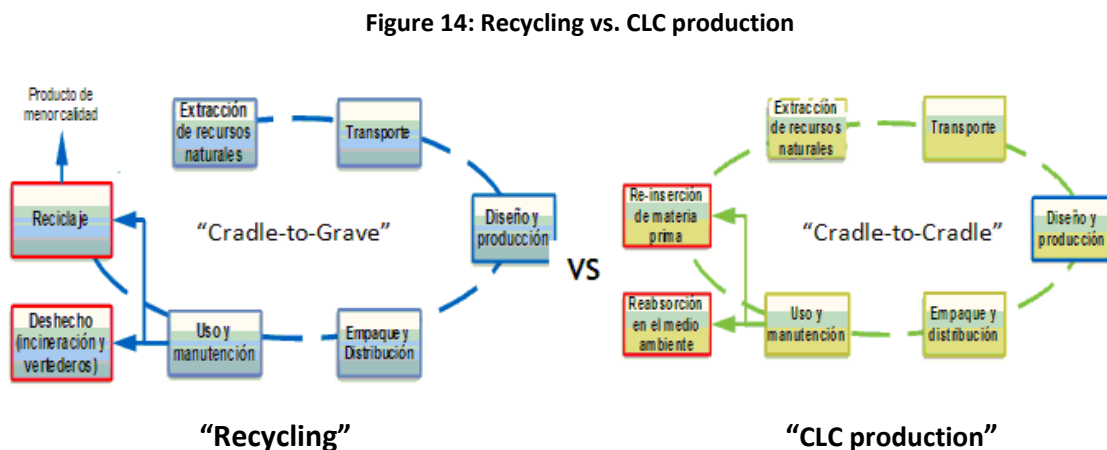 Figure 14: Recycling vs. CLC production
Producto de
menor calidad
Extracción
de recursos
naturales
Transporte
Reciclaje
"Cradle-to-Grave"
Diseño y
producción
Deshecho
(incineración y
vertederos)
Uso y
manutención
Empaque y
Distribución
"Recycling"
VS
Extracción
de recursos
naturales
Transporte
Re-inserción
de materia
prima
"Cradle-to-Cradle"
Diseño y
producción
Reabsorción
en el medio
ambiente
Uso y
manutención
Empaque y
distribución
"CLC production"